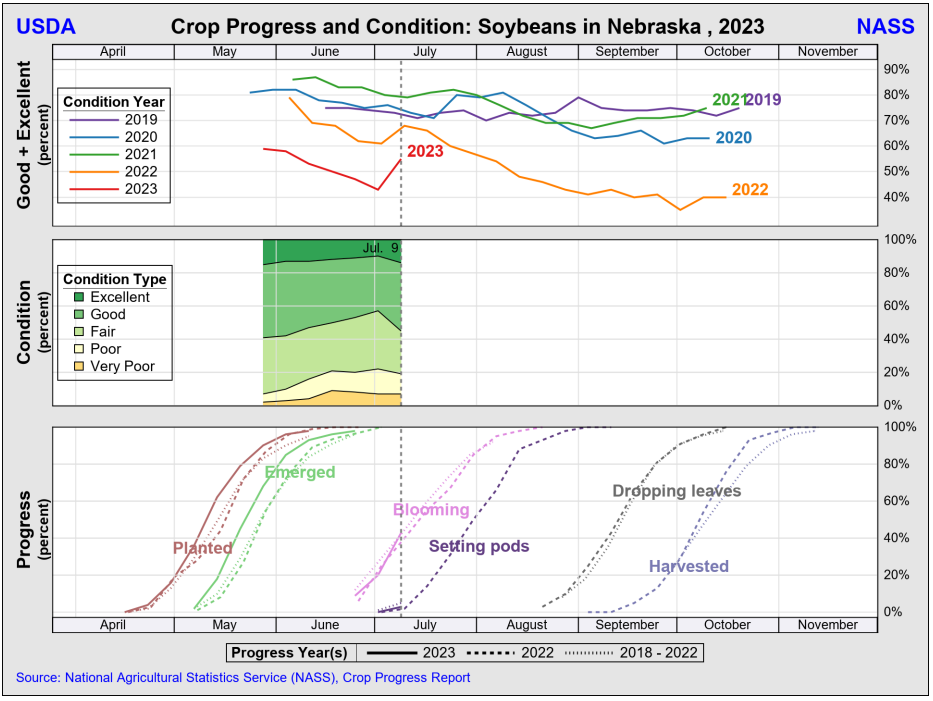 USDA
Crop Progress and Condition: Soybeans in Nebraska , 2023
NASS
April May June July August September October November
Good + Excellent
(percent)
90%
80%
70%
60%
50%
40%
Condition Year
2019
2020
2021
2022
2023
2021
2019
2020
2022
2023
Condition
(percent)
100%
80%
60%
40%
20%
0%
Jul. 9
Condition Type
Excellent
Good
Fair
Poor
Very Poor
Progress
(percent)
100%
80%
60%
40%
20%
0%
Planted
Emerged
Blooming
Setting pods
Dropping leaves
Harvested
April May June July August September October November
Progress Year(s) 2023 2022 2018 - 2022
Source: National Agricultural Statistics Service (NASS), Crop Progress Report